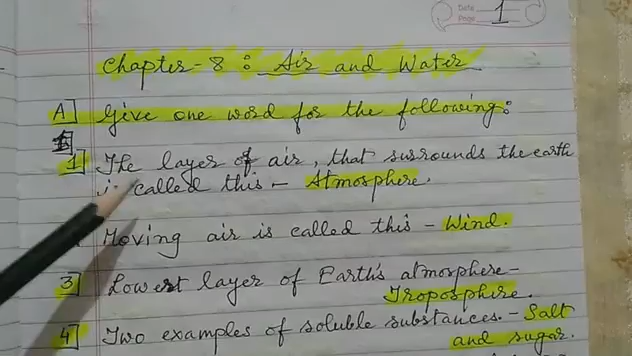 Date
Page 1
Chapter-8 : Air and Water
A] Give one word for the following:
1] The layer of air, that surrounds the earth
is called this - Atmosphere.
Moving air is called this - Wind.
3] Lowest layer of Earth's atmosphere-
Troposphere.
4] Two examples of soluble substances. - Salt
and sugar.